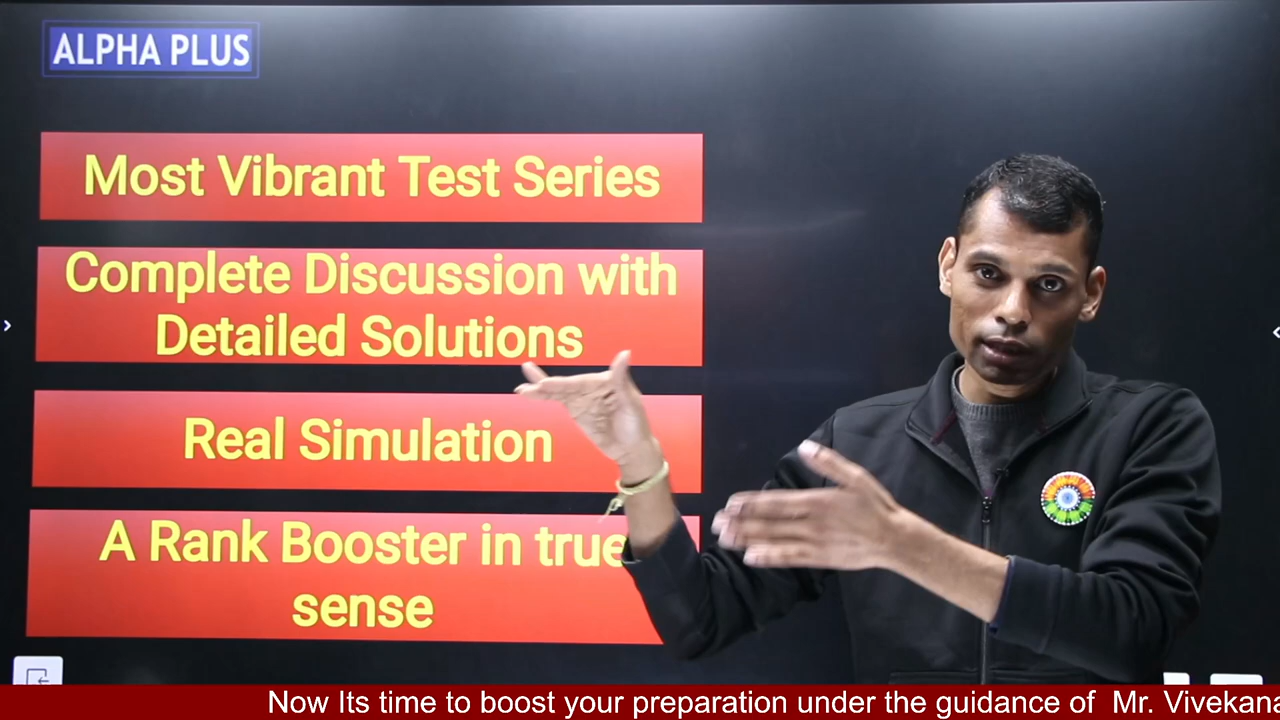 ALPHA PLUS
Most Vibrant Test Series
Complete Discussion with
Detailed Solutions
Real Simulation
A Rank Booster in true
sense
Now Its time to boost your preparation under the guidance of Mr.